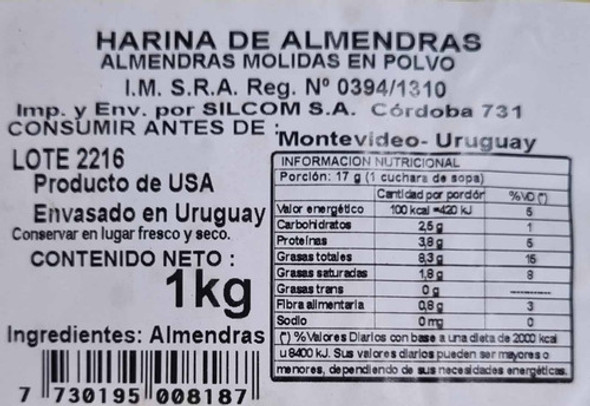 HARINA DE ALMENDRAS
ALMENDRAS MOLIDAS EN POLVO
I.M. S.R.A. Reg. Nº 0394/1310
Imp. y Env. por SILCOM S.A. Córdoba 731
CONSUMIR ANTES DE : Montevideo- Uruguay
LOTE 2216
Producto de USA
Envasado en Uruguay
Conservar en lugar fresco y seco.
CONTENIDO NETO :
1kg
Ingredientes: Almendras
7 730195 008187
INFORMACION NUTRICIONAL
Porción: 17 g (1 cuchara de sopa)
Cantidad por porción %VD (*)
Valor energético 100 kcal =420 kJ 5
Carbohidratos 2,5 g 1
Proteínas 3,8 g 5
Grasas totales 8,3 g 15
Grasas saturadas 1,8 g 8
Grasas trans 0 g ----------
Fibra alimentaria 0,8 g 3
Sodio 0 mg 0
(*) % Valores Diarios con base a una dieta de 2000 kcal
u 8400 kJ. Sus valores diarios pueden ser mayores o
menores, dependiendo de sus necesidades energéticas.